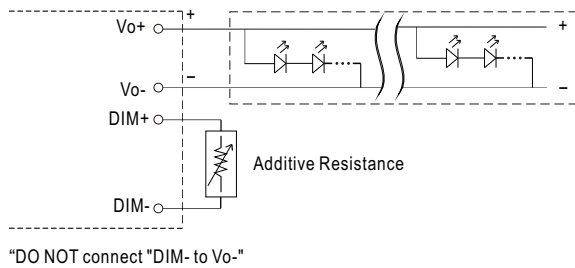 Vo+
+
+
–
Vo-
–
DIM+
Additive Resistance
DIM-
“DO NOT connect "DIM- to Vo-"